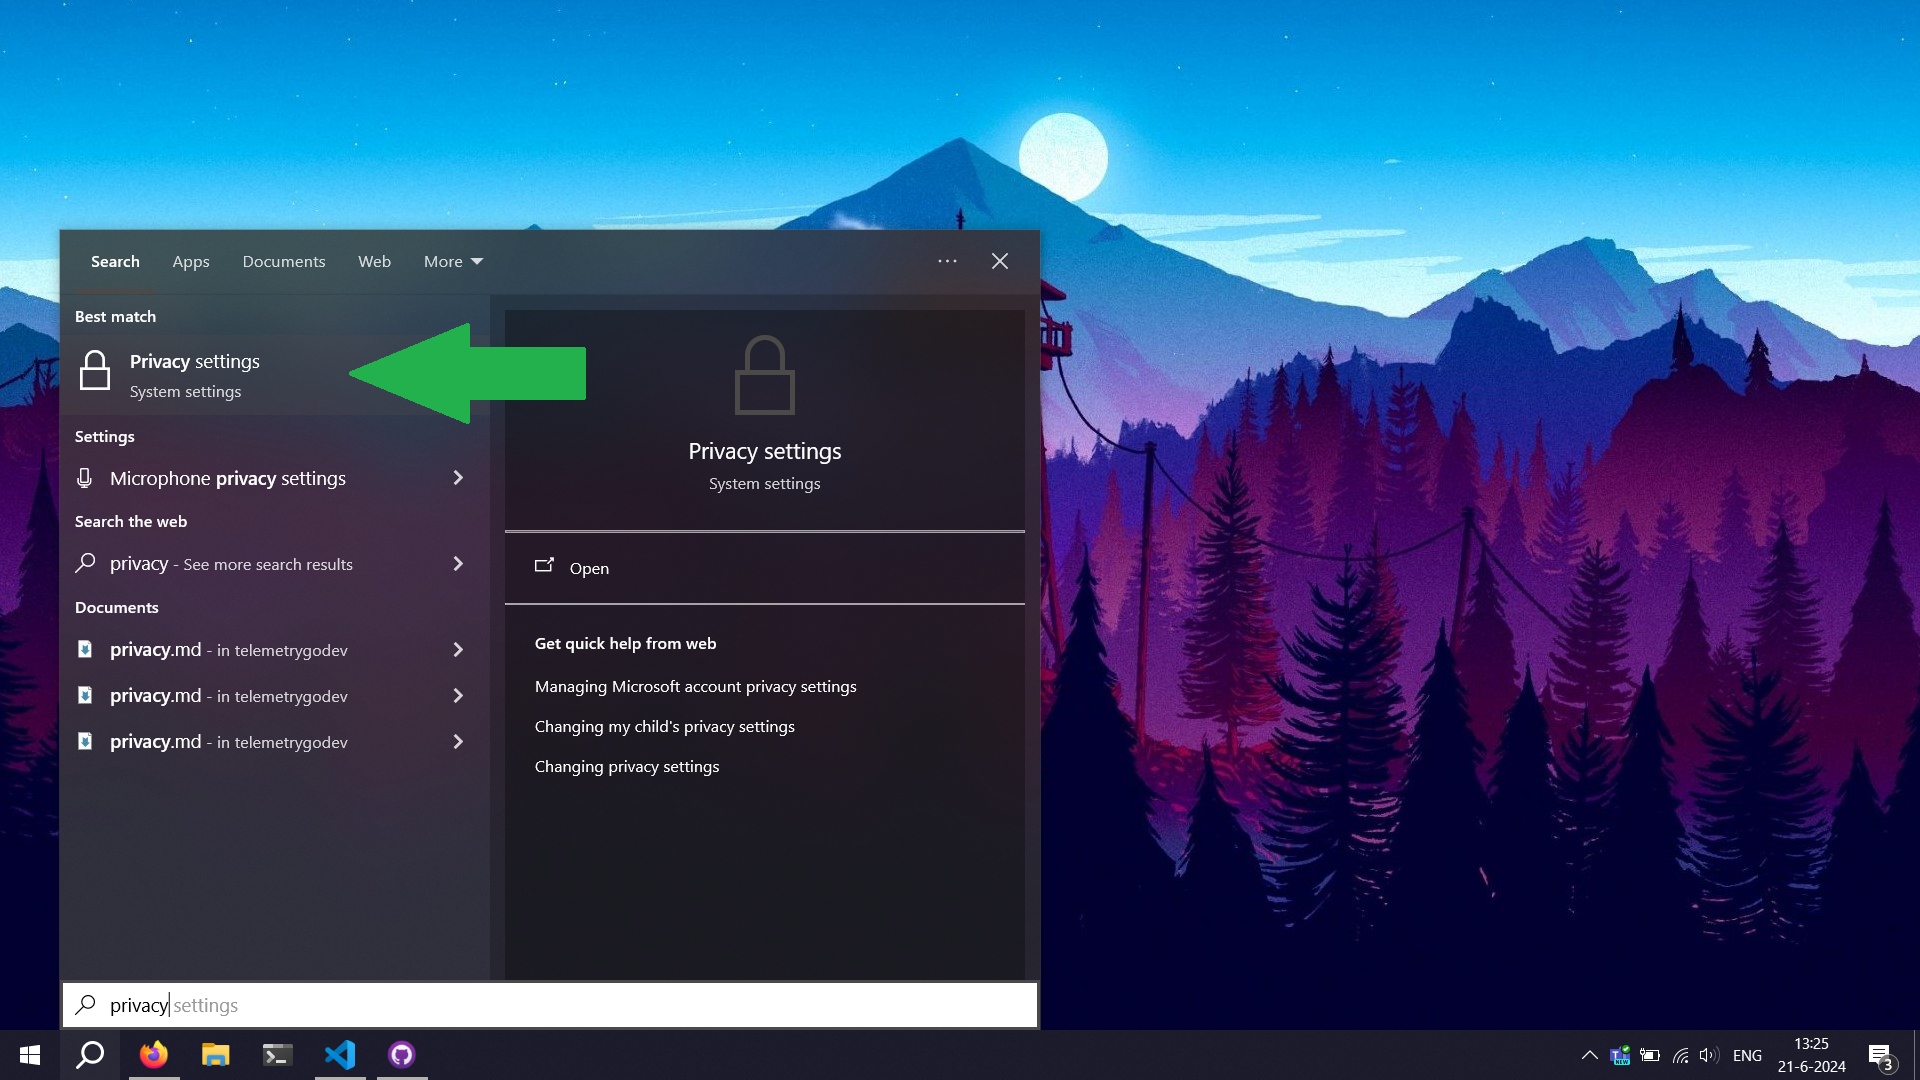 Search Apps Documents Web More
Best match
Privacy settings
System settings
Settings
Microphone privacy settings
Search the web
privacy - See more search results
Documents
privacy.md - in telemetrygodev
privacy.md - in telemetrygodev
privacy.md - in telemetrygodev
Privacy settings
System settings
Open
Get quick help from web
Managing Microsoft account privacy settings
Changing my child's privacy settings
Changing privacy settings
privacy settings
NEW
ENG
13:25
21-6-2024
3